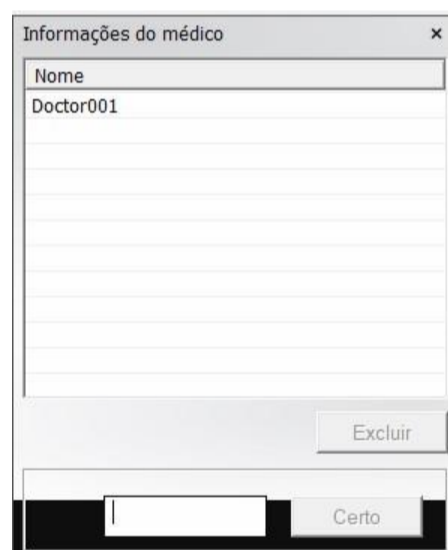 Informações do médico ×
Nome
Doctor001
Excluir
Certo